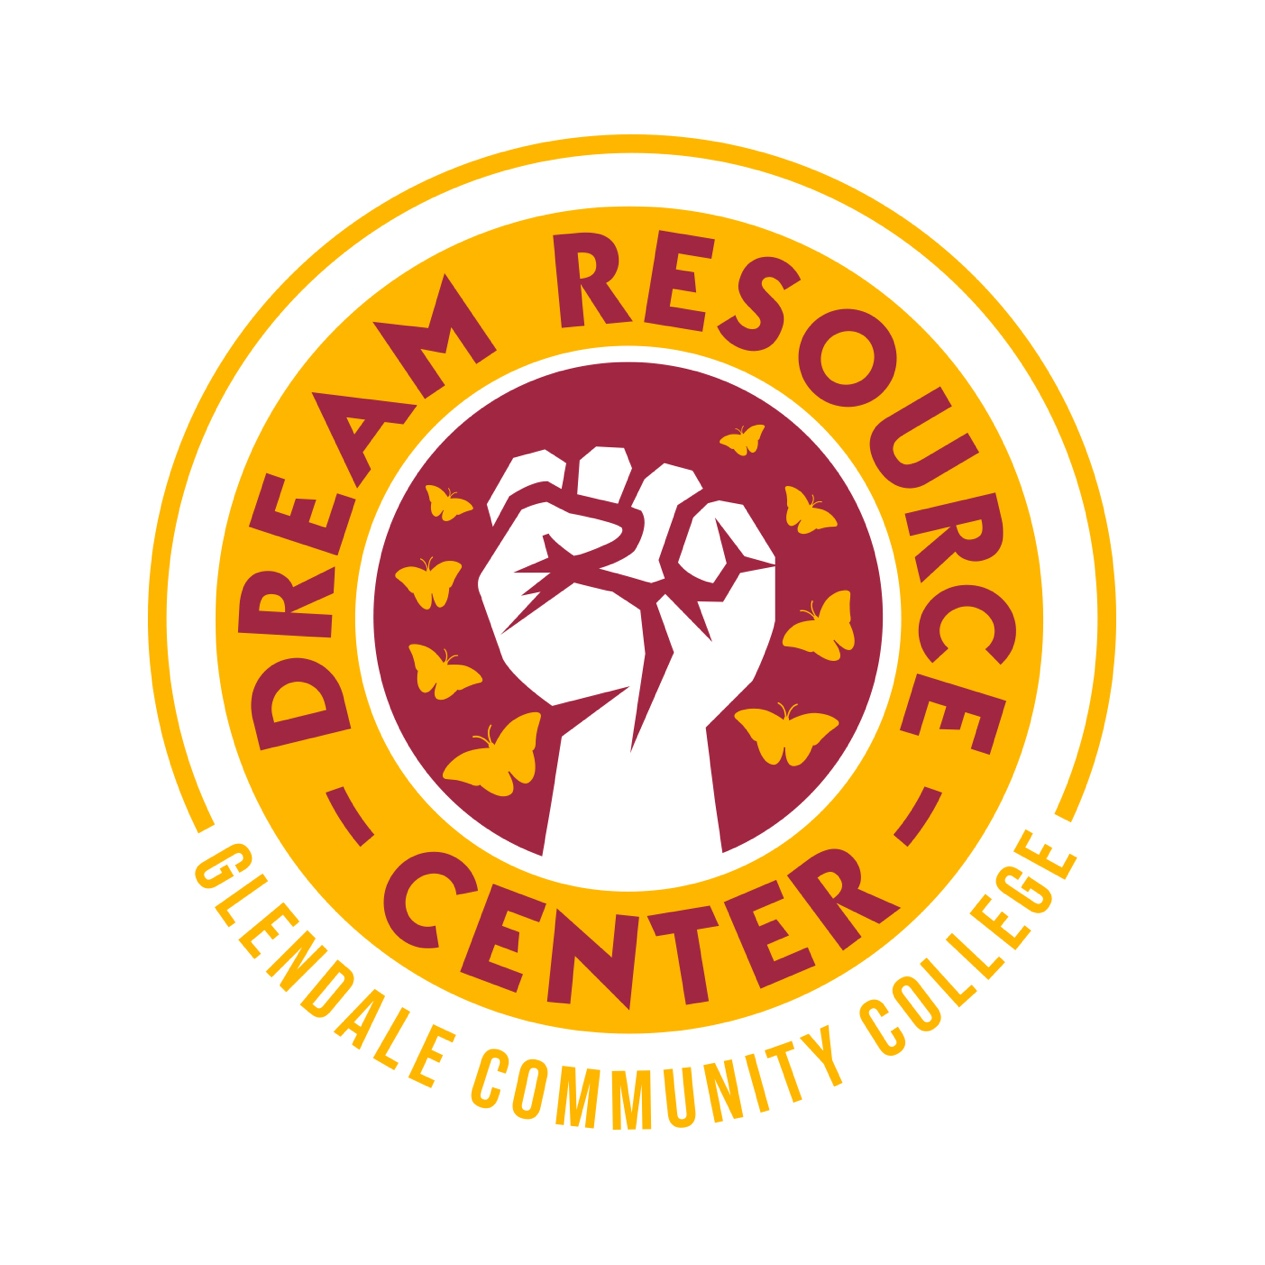 DREAM RESOURCE
- CENTER -
GLENDALE COMMUNITY COLLEGE